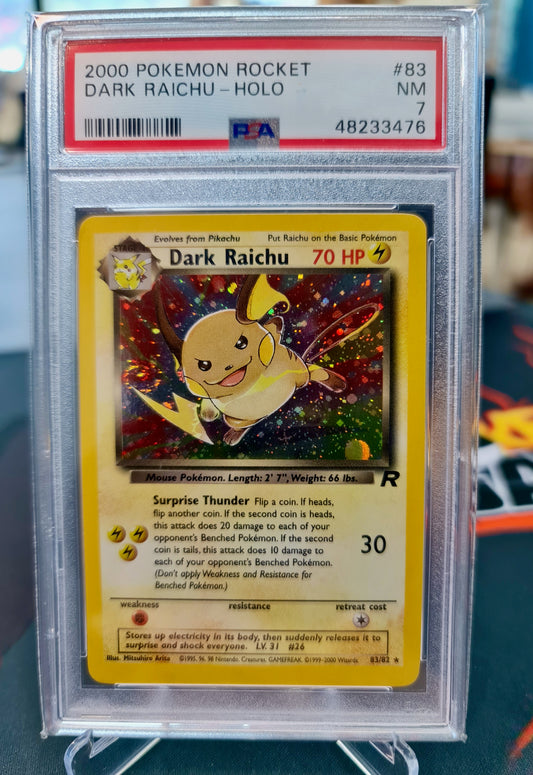 2000 POKEMON ROCKET #83
DARK RAICHU - HOLO NM
7
PSA 48233476
Evolves from Pikachu Put Raichu on the Basic Pokémon
STAGE 1
Dark Raichu 70 HP
Mouse Pokémon. Length: 2' 7", Weight: 66 lbs.
R
Surprise Thunder Flip a coin. If heads,
flip another coin. If the second coin is heads,
this attack does 20 damage to each of your
opponent's Benched Pokémon. If the second
coin is tails, this attack does 10 damage to
each of your opponent's Benched Pokémon.
(Don't apply Weakness and Resistance for
Benched Pokémon.)
30
weakness resistance retreat cost
Stores up electricity in its body, then suddenly releases it to
surprise and shock everyone. LV. 31 #26
Illus. Mitsuhiro Arita ©1995, 96, 98 Nintendo, Creatures, GAMEFREAK. ©1999-2000 Wizards. 83/82 ★